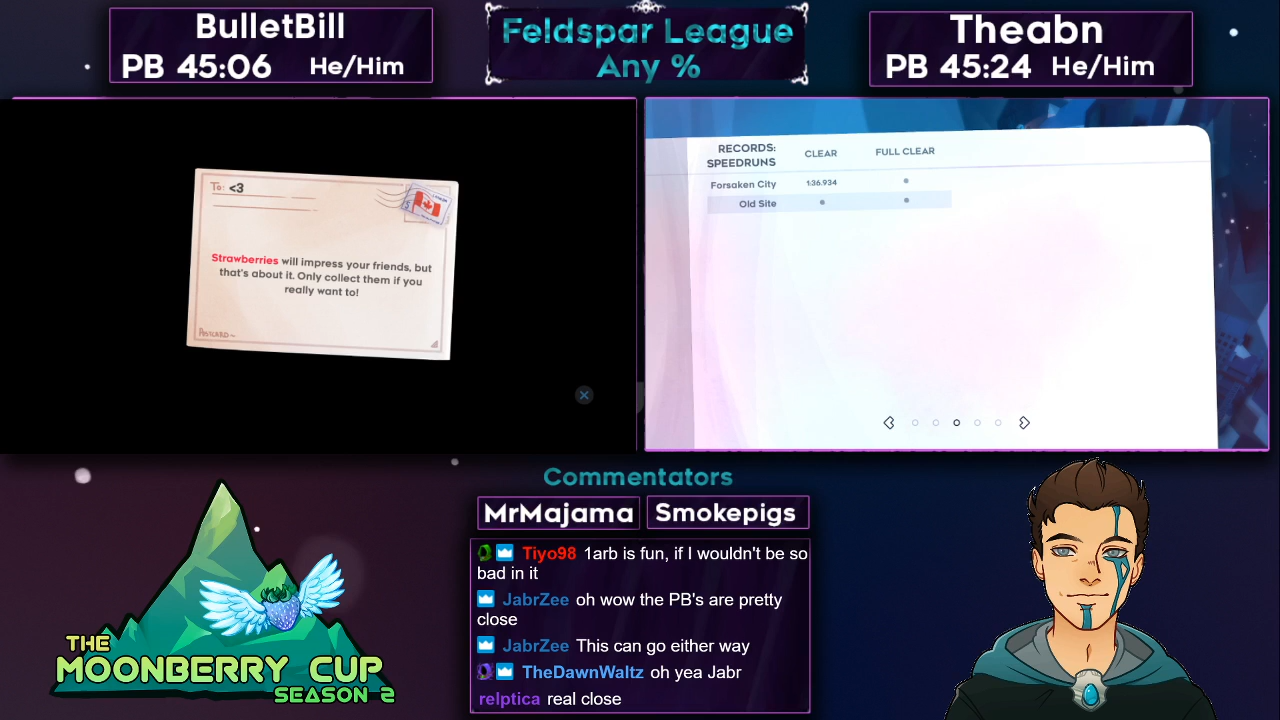 BulletBill
PB 45:06 He/Him
Feldspar League
Any %
Theabn
PB 45:24 He/Him
To: <3
CANADA
5
Strawberries will impress your friends, but
that's about it. Only collect them if you
really want to!
POSTCARD~
RECORDS:
SPEEDRUNS
CLEAR
FULL CLEAR
Forsaken City 1:36.934
Old Site
Commentators
MrMajama
Smokepigs
Tiyo98 1arb is fun, if I wouldn't be so
bad in it
JabrZee oh wow the PB's are pretty
close
JabrZee This can go either way
TheDawnWaltz oh yea Jabr
relptica real close
THE
MOONBERRY CUP
SEASON 2